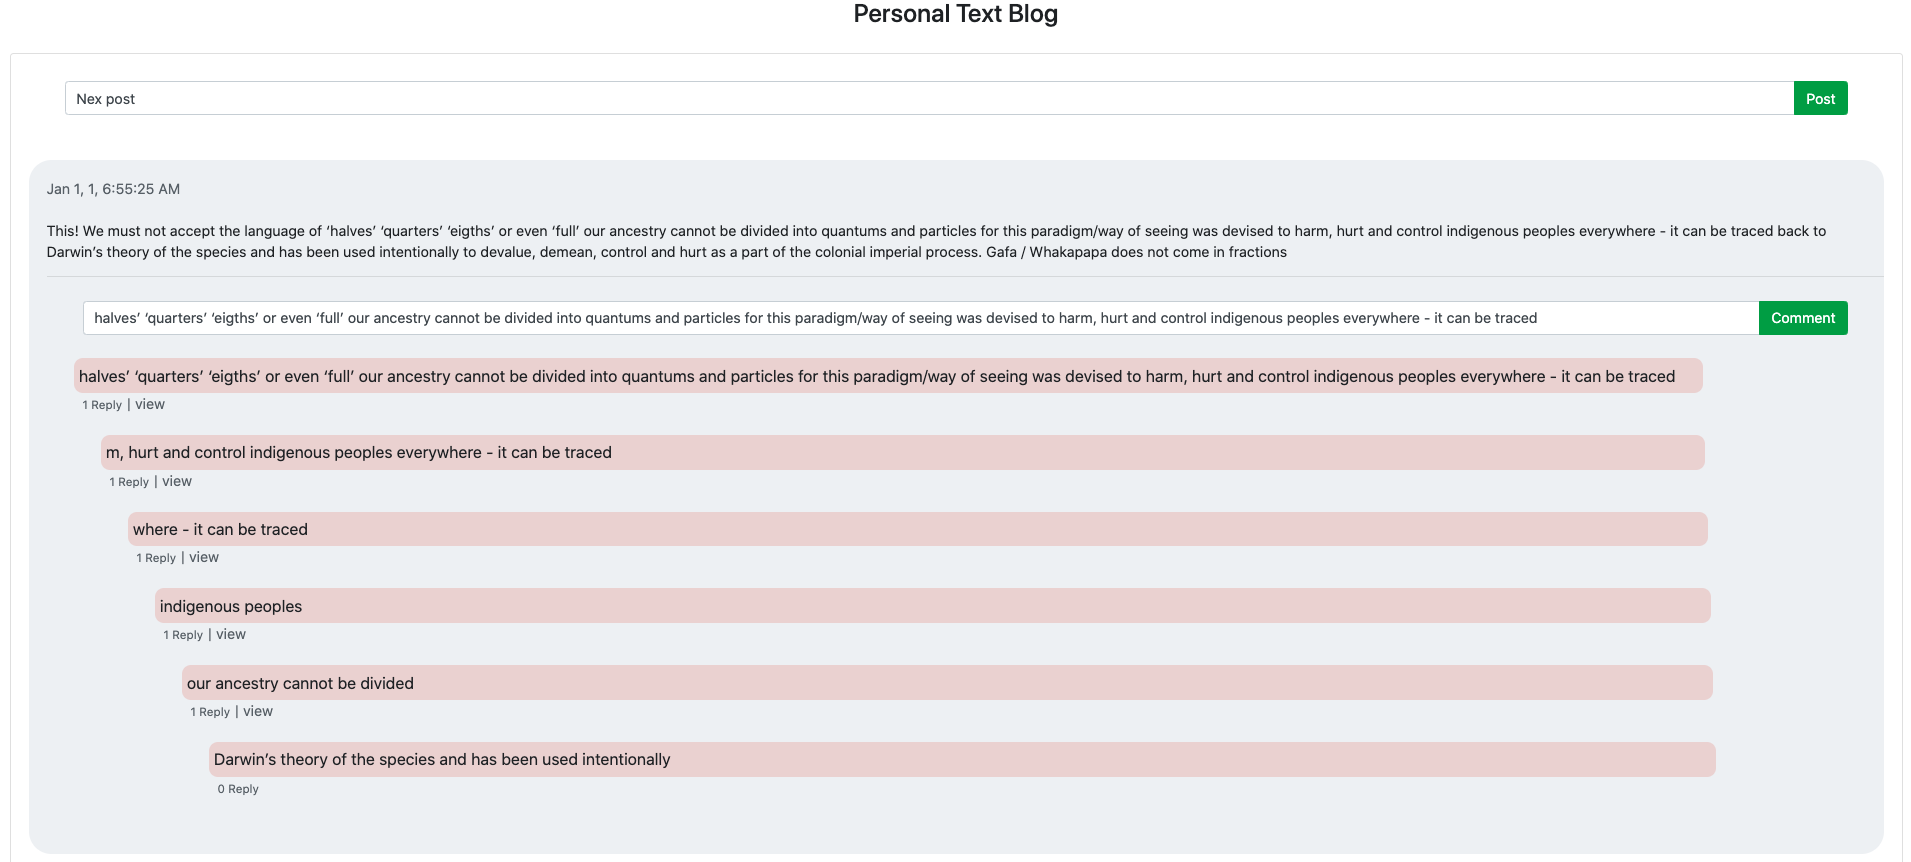 Personal Text Blog
Nex post
Post
Jan 1, 1, 6:55:25 AM
This! We must not accept the language of ‘halves’ ‘quarters’ ‘eigths’ or even ‘full’ our ancestry cannot be divided into quantums and particles for this paradigm/way of seeing was devised to harm, hurt and control indigenous peoples everywhere - it can be traced back to
Darwin’s theory of the species and has been used intentionally to devalue, demean, control and hurt as a part of the colonial imperial process. Gafa / Whakapapa does not come in fractions
halves’ ‘quarters’ ‘eigths’ or even ‘full’ our ancestry cannot be divided into quantums and particles for this paradigm/way of seeing was devised to harm, hurt and control indigenous peoples everywhere - it can be traced
Comment
halves’ ‘quarters’ ‘eigths’ or even ‘full’ our ancestry cannot be divided into quantums and particles for this paradigm/way of seeing was devised to harm, hurt and control indigenous peoples everywhere - it can be traced
1 Reply | view
m, hurt and control indigenous peoples everywhere - it can be traced
1 Reply | view
where - it can be traced
1 Reply | view
indigenous peoples
1 Reply | view
our ancestry cannot be divided
1 Reply | view
Darwin’s theory of the species and has been used intentionally
0 Reply